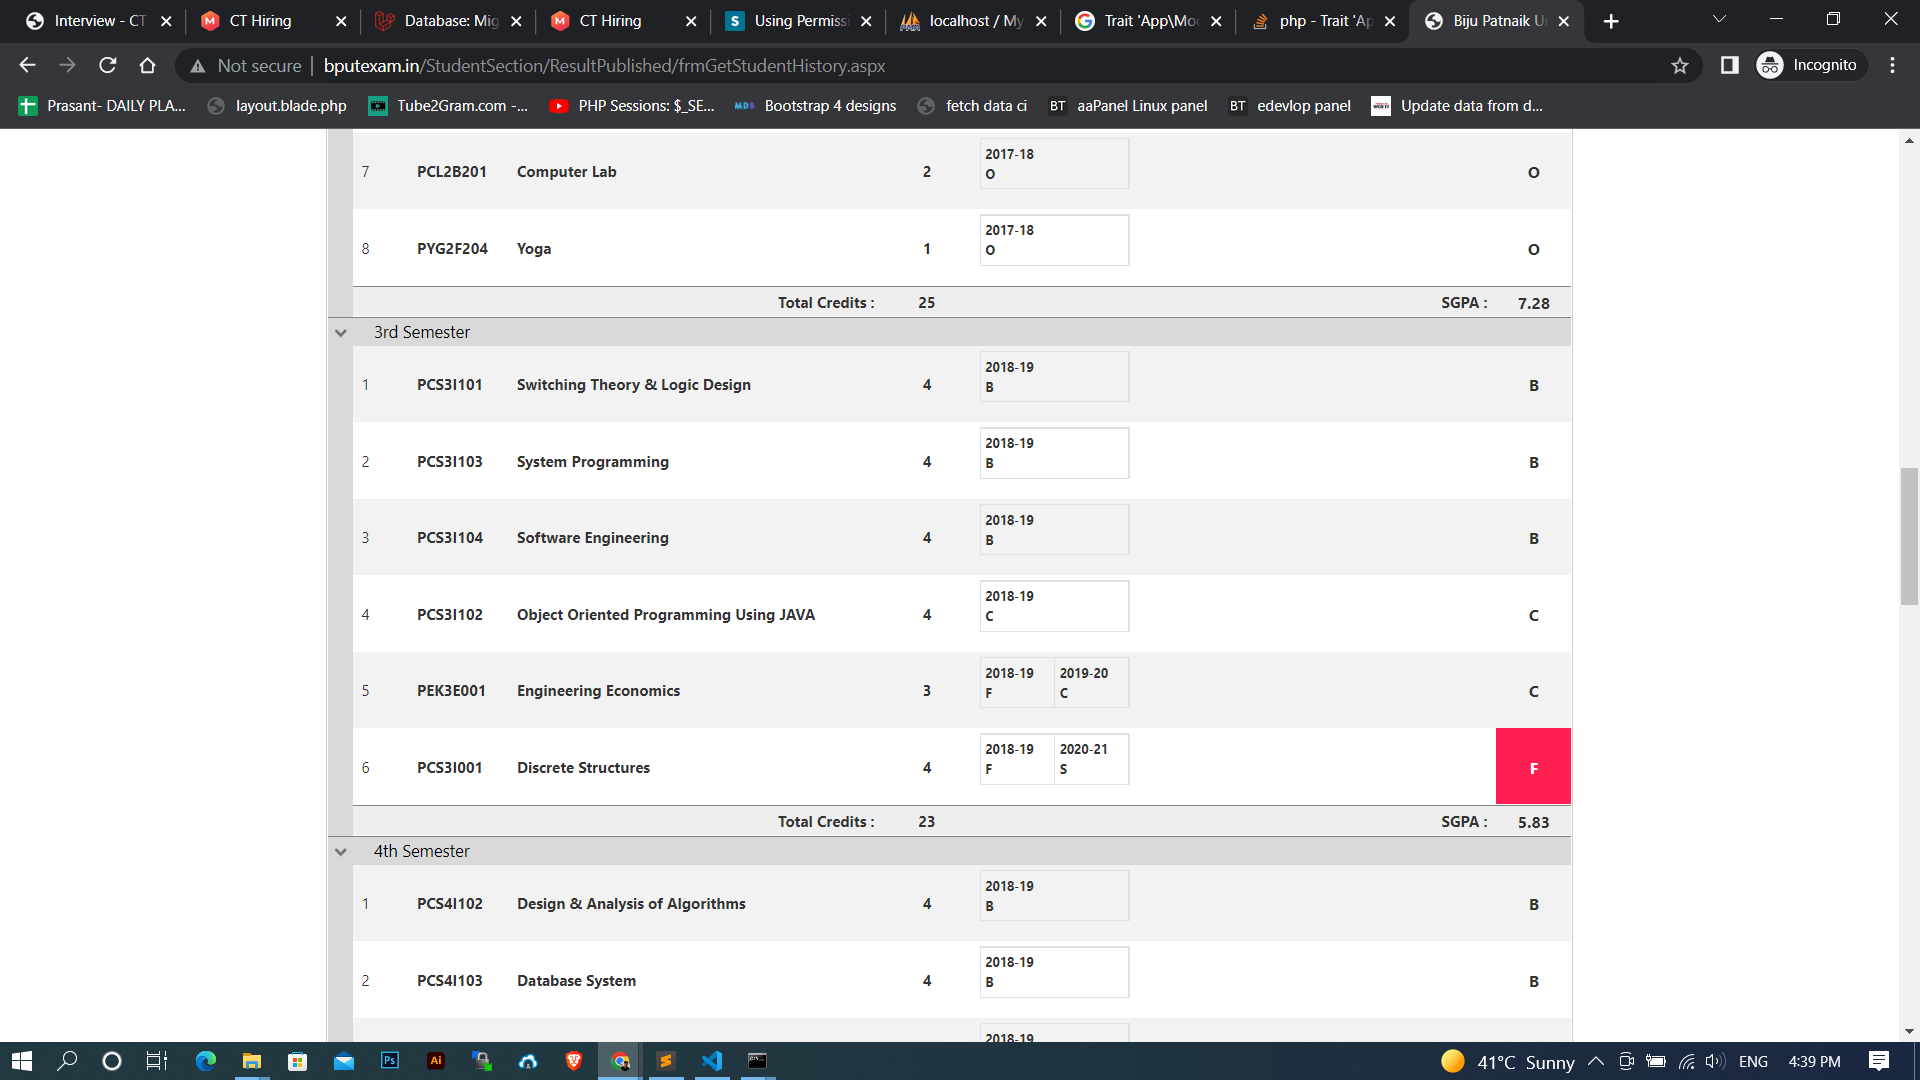 Interview - CT
CT Hiring
Database: Mig
CT Hiring
Using Permissi
localhost / My
Trait 'App\Mod
php - Trait 'Ap
Biju Patnaik Un
Not secure
bputexam.in/StudentSection/ResultPublished/frmGetStudentHistory.aspx
Incognito
Prasant- DAILY PLA...
layout.blade.php
Tube2Gram.com -...
PHP Sessions: $_SE...
MDB Bootstrap 4 designs
fetch data ci
BT aaPanel Linux panel
BT edevlop panel
Update data from d...
7 PCL2B201 Computer Lab 2 2017-18 O O
8 PYG2F204 Yoga 1 2017-18 O O
Total Credits : 25 SGPA : 7.28
3rd Semester
1 PCS3I101 Switching Theory & Logic Design 4 2018-19 B B
2 PCS3I103 System Programming 4 2018-19 B B
3 PCS3I104 Software Engineering 4 2018-19 B B
4 PCS3I102 Object Oriented Programming Using JAVA 4 2018-19 C C
5 PEK3E001 Engineering Economics 3 2018-19 F 2019-20 C C
6 PCS3I001 Discrete Structures 4 2018-19 F 2020-21 S F
Total Credits : 23 SGPA : 5.83
4th Semester
1 PCS4I102 Design & Analysis of Algorithms 4 2018-19 B B
2 PCS4I103 Database System 4 2018-19 B B
2018-19
41°C Sunny
ENG
4:39 PM